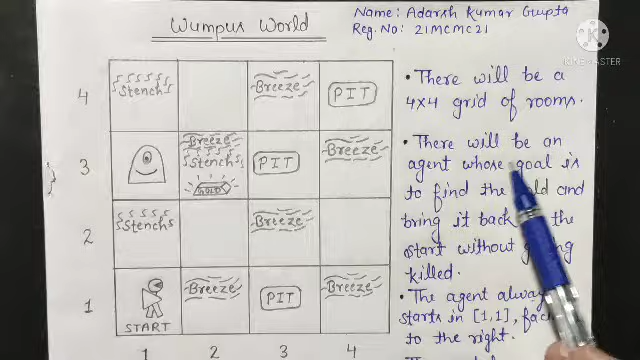 Wumpus World
Name: Adarsh Kumar Gupta
Reg. No: 21MCMC21
KINEMASTER
4
Stench
Breeze
PIT
3
Breeze
Stench
GOLD
PIT
Breeze
2
Stench
Breeze
1
START
Breeze
PIT
Breeze
1 2 3 4
• There will be a
4x4 grid of rooms.
• There will be an
agent whose goal is
to find the and
bring it back
start without
killed.
• The agent
starts in [1,1],
to the right.